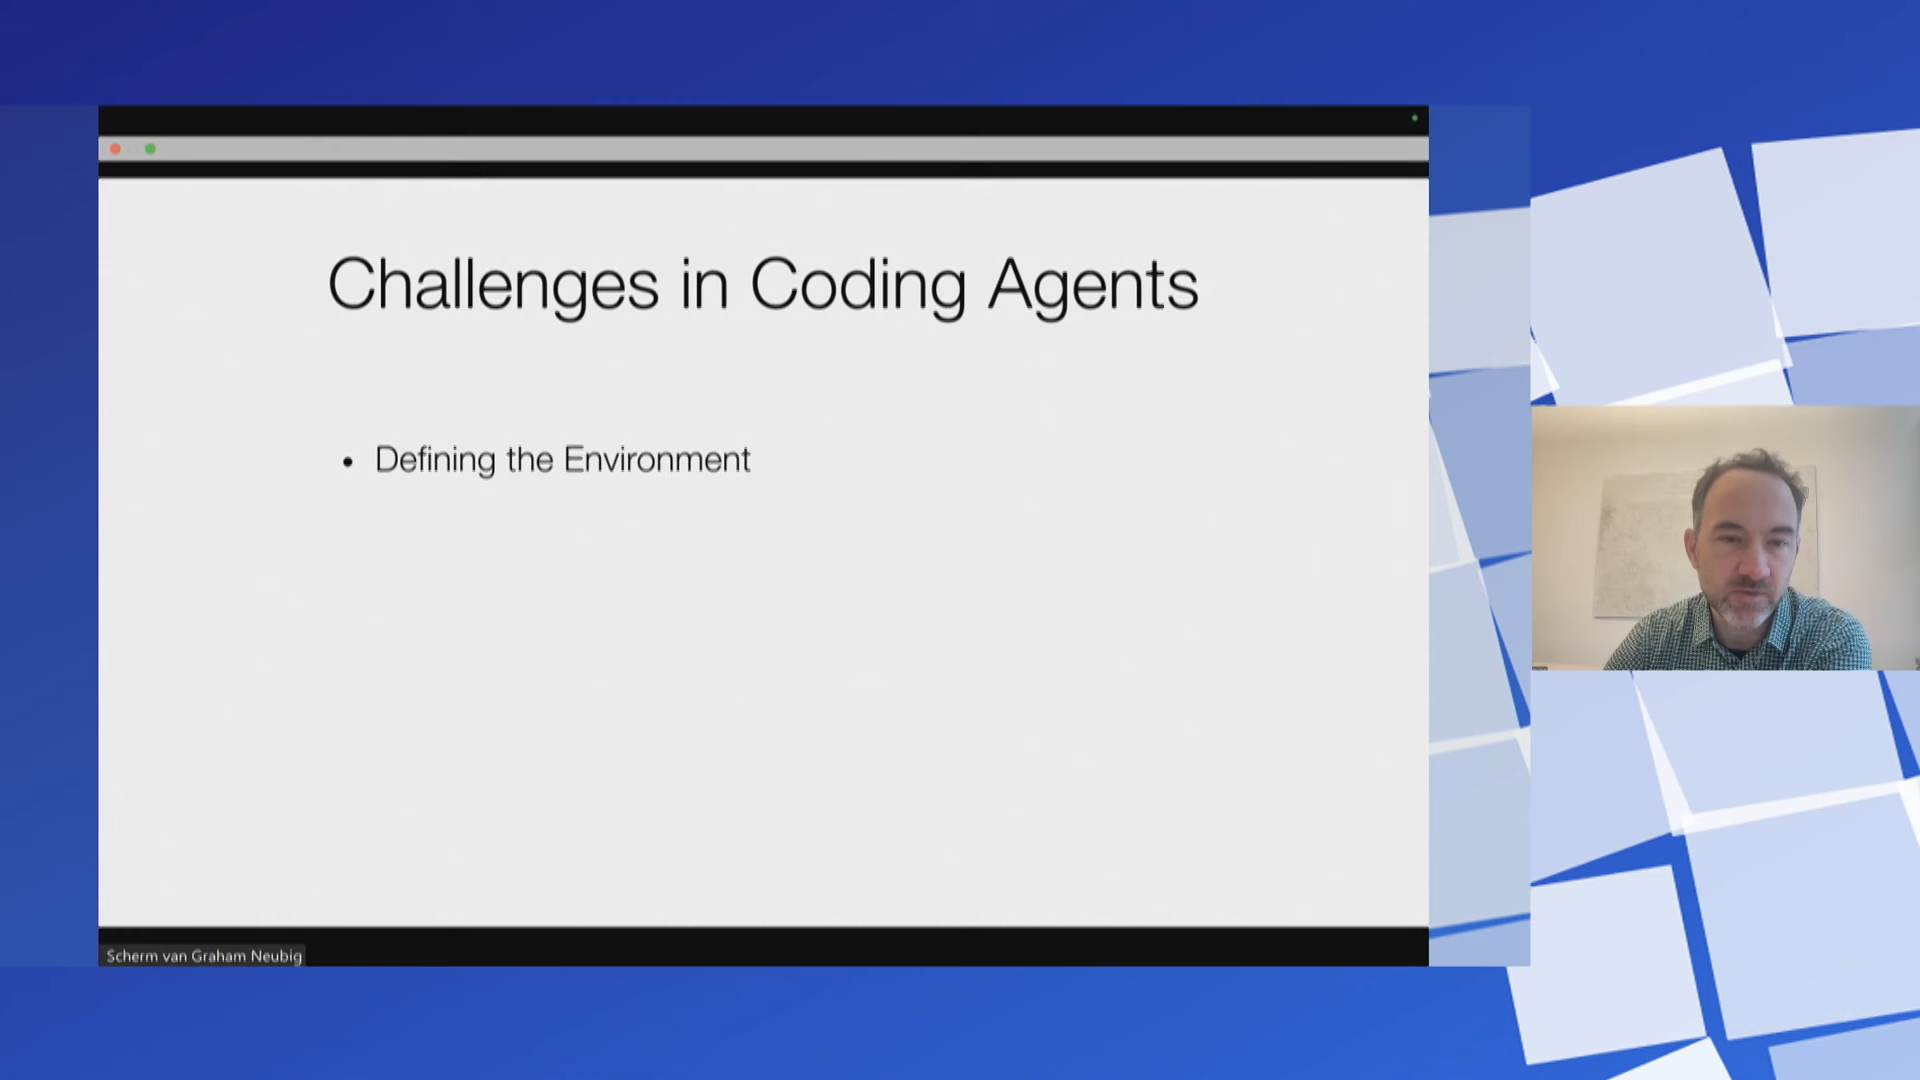 Challenges in Coding Agents
• Defining the Environment
Scherm van Graham Neubig